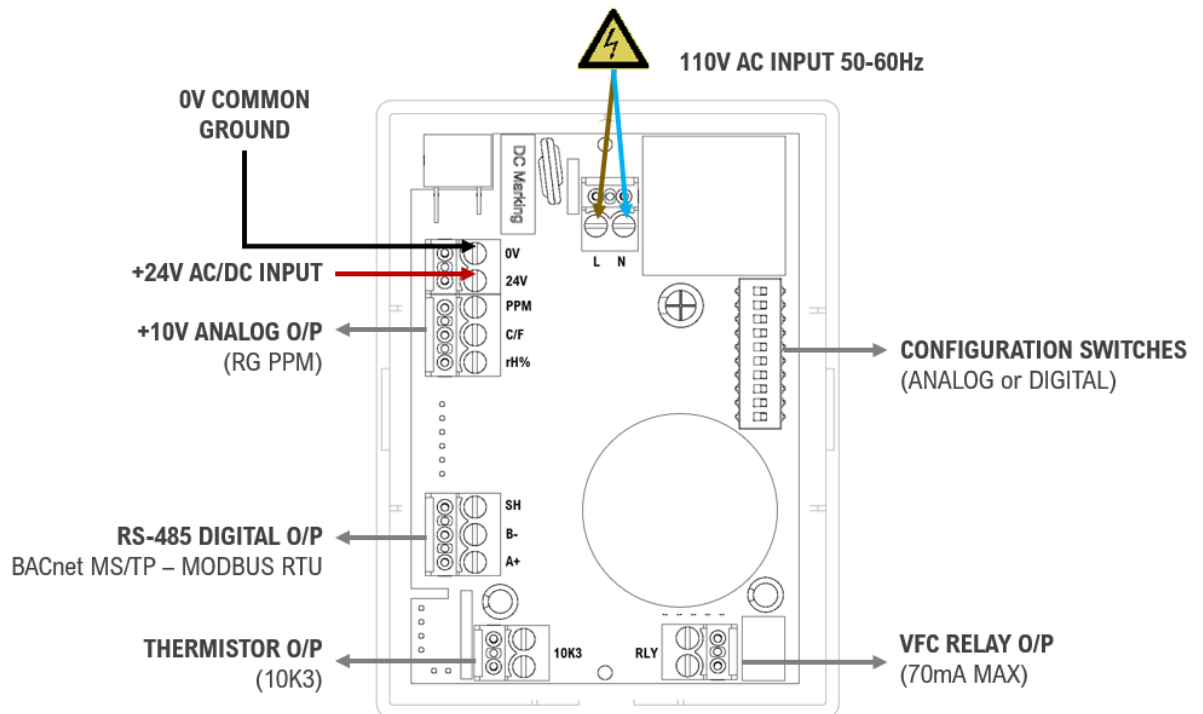 110V AC INPUT 50-60Hz
0V COMMON
GROUND
DC Marking
L N
0V
+24V AC/DC INPUT
24V
PPM
+10V ANALOG O/P
(RG PPM)
C/F
rH%
CONFIGURATION SWITCHES
(ANALOG or DIGITAL)
SH
RS-485 DIGITAL O/P
BACnet MS/TP – MODBUS RTU
B-
A+
THERMISTOR O/P
(10K3)
10K3
RLY
VFC RELAY O/P
(70mA MAX)